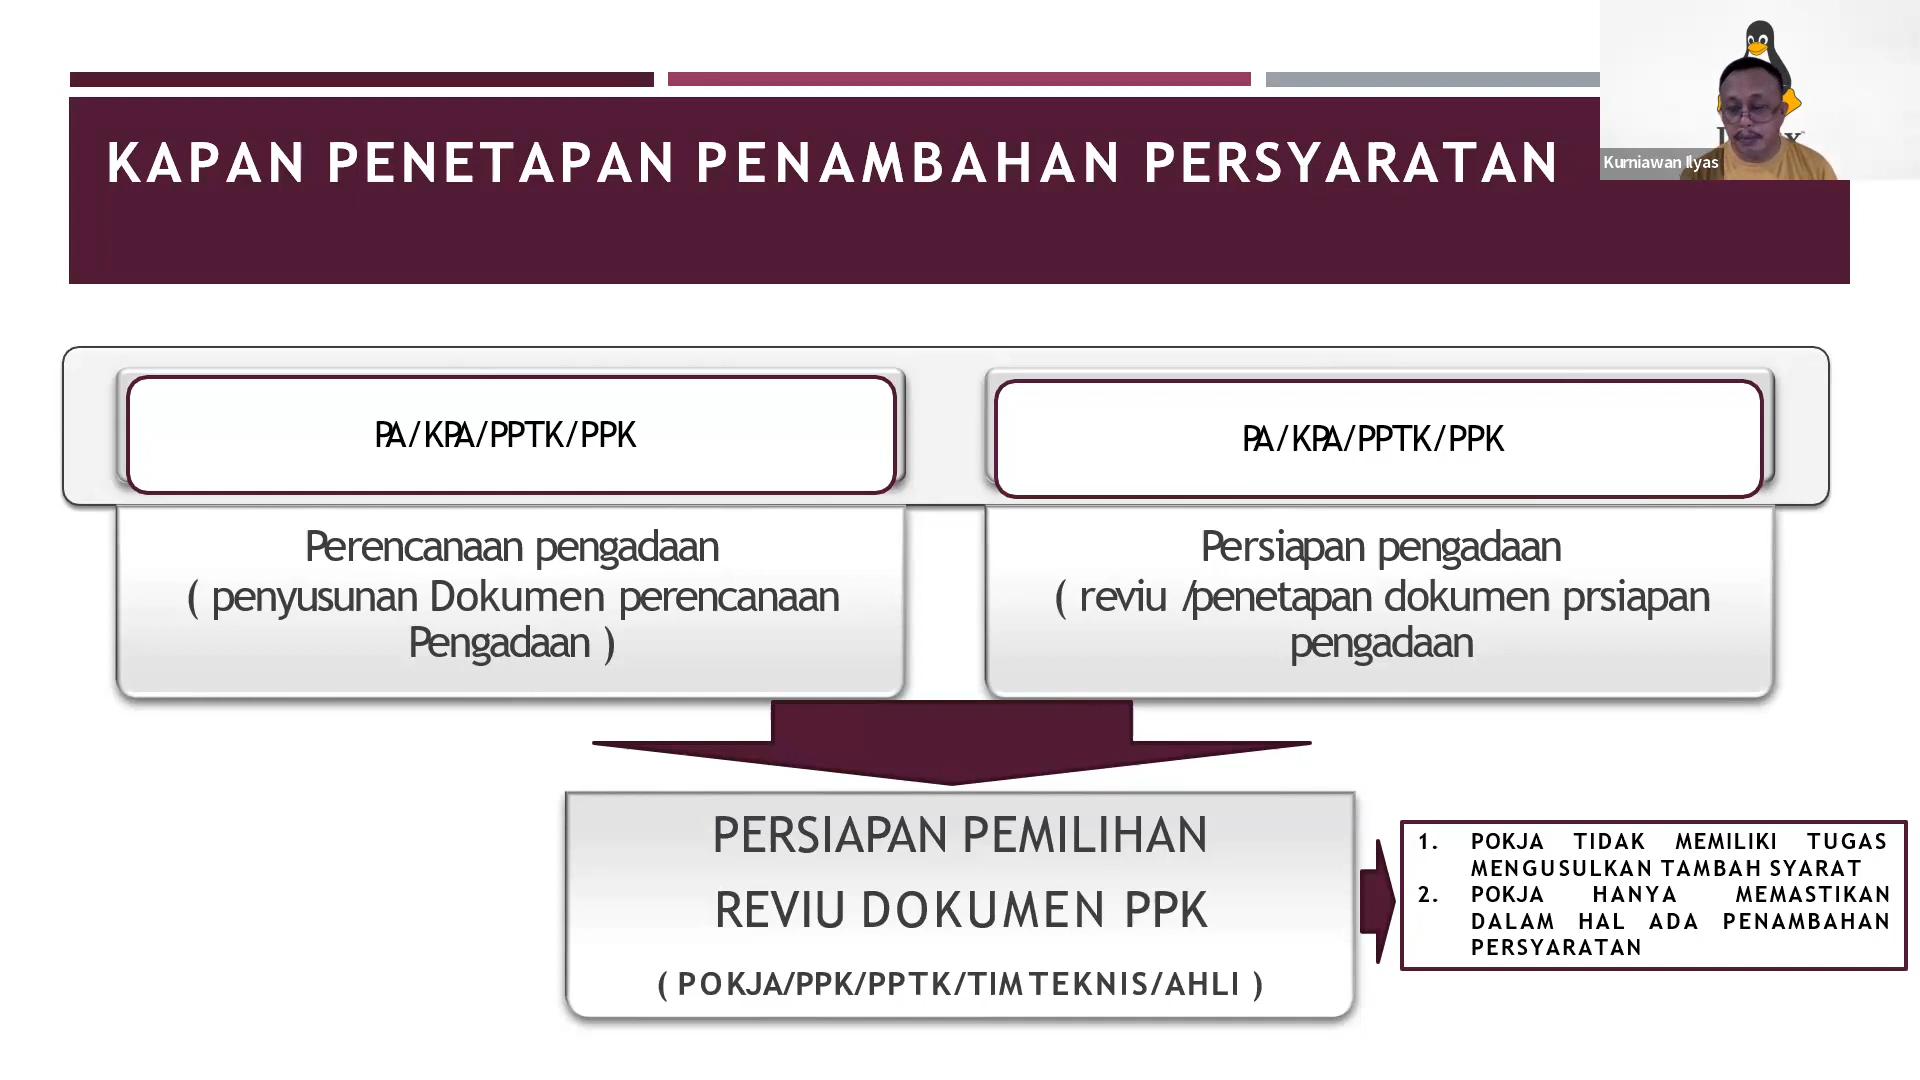 KAPAN PENETAPAN PENAMBAHAN PERSYARATAN
Kurniawan Ilyas
PA/KPA/PPTK/PPK
PA/KPA/PPTK/PPK
Perencanaan pengadaan
( penyusunan Dokumen perencanaan
Pengadaan )
Persiapan pengadaan
( reviu /penetapan dokumen prsiapan
pengadaan
PERSIAPAN PEMILIHAN
REVIU DOKUMEN PPK
( POKJA/PPK/PPTK/TIM TEKNIS/AHLI )
1. POKJA TIDAK MEMILIKI TUGAS
MENGUSULKAN TAMBAH SYARAT
2. POKJA HANYA MEMASTIKAN
DALAM HAL ADA PENAMBAHAN
PERSYARATAN